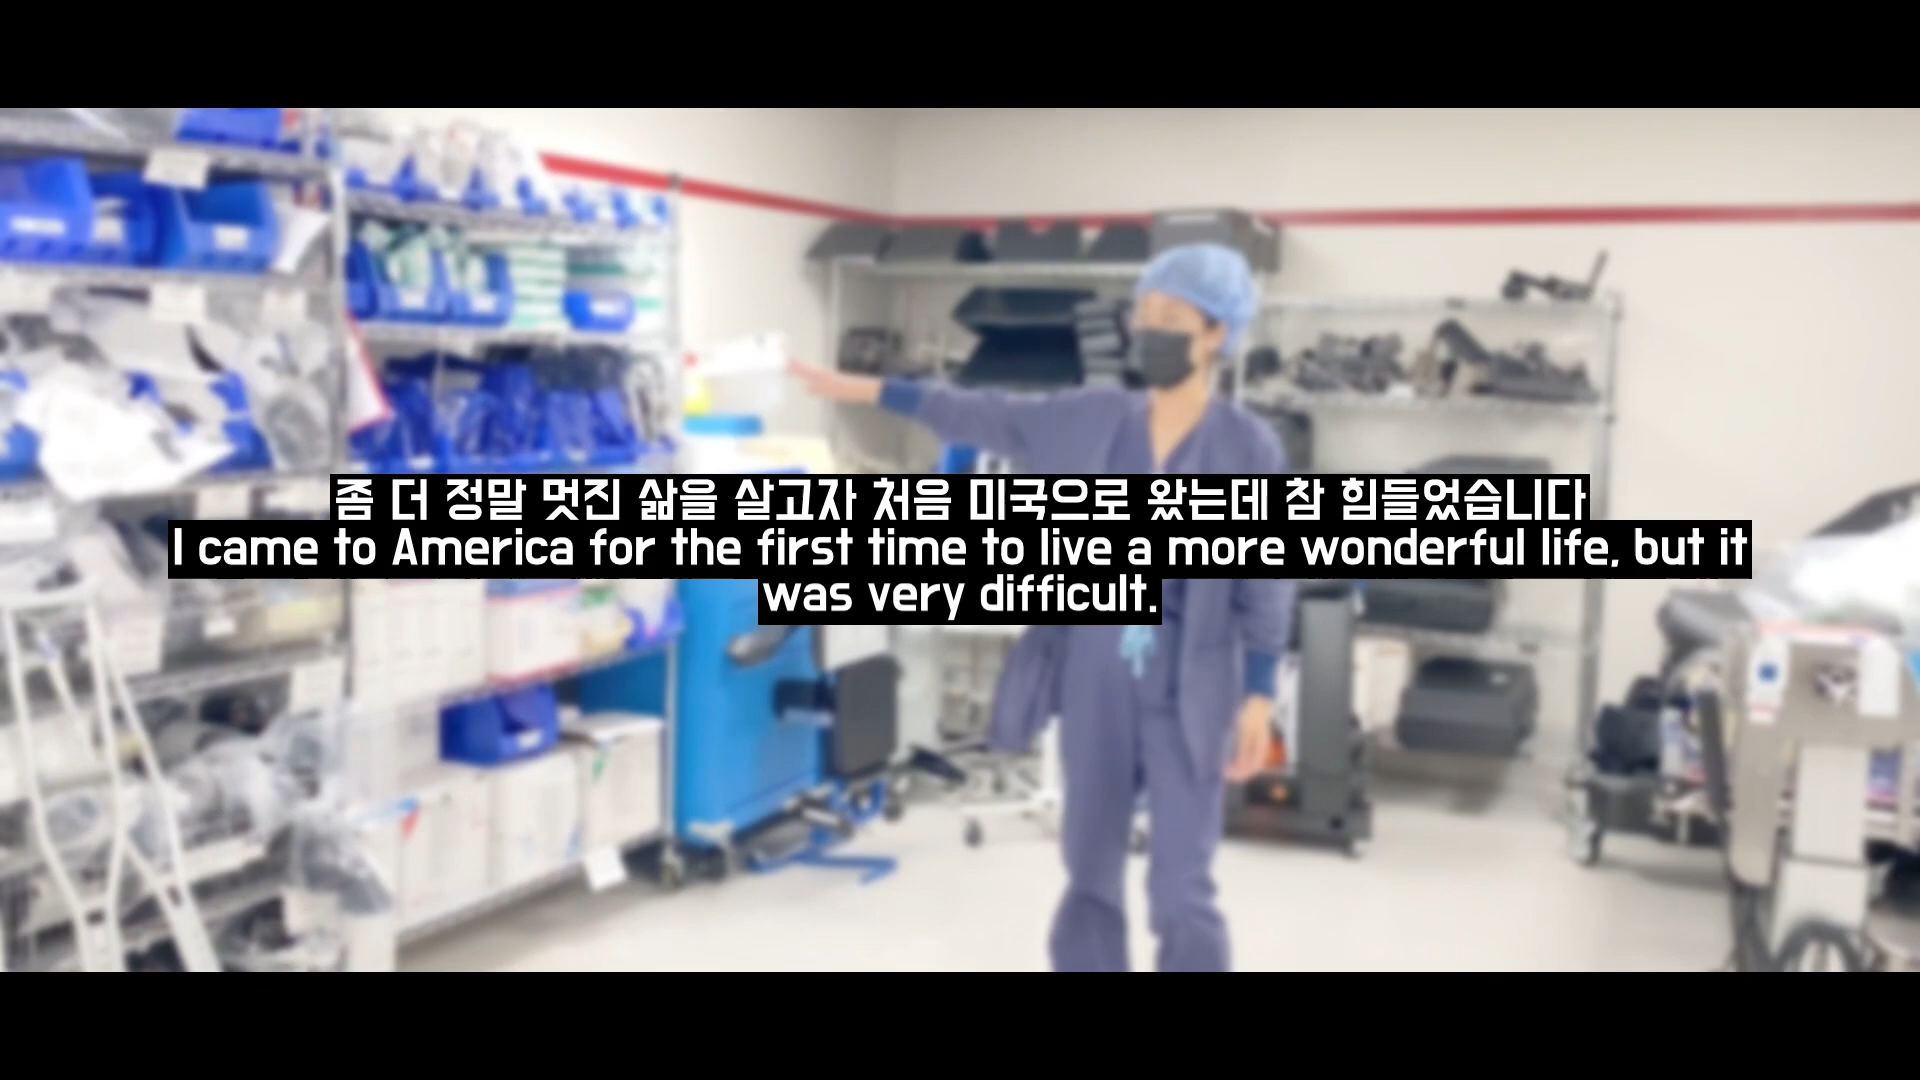 좀 더 정말 멋진 삶을 살고자 처음 미국으로 왔는데 참 힘들었습니다
I came to America for the first time to live a more wonderful life, but it
was very difficult.